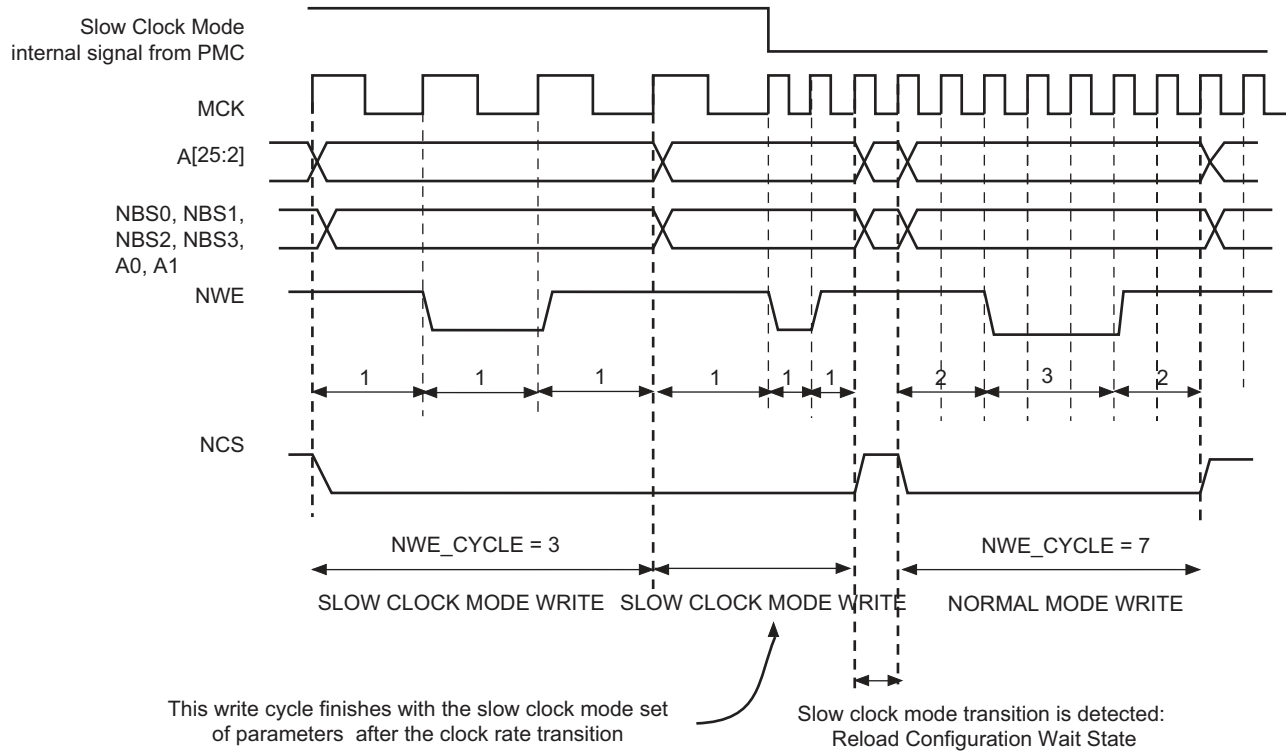 Slow Clock Mode
internal signal from PMC
MCK
A[25:2]
NBS0, NBS1,
NBS2, NBS3,
A0, A1
NWE
1 1 1 1 1 1 2 3 2
NCS
NWE_CYCLE = 3 NWE_CYCLE = 7
SLOW CLOCK MODE WRITE SLOW CLOCK MODE WRITE NORMAL MODE WRITE
This write cycle finishes with the slow clock mode set
of parameters after the clock rate transition
Slow clock mode transition is detected:
Reload Configuration Wait State